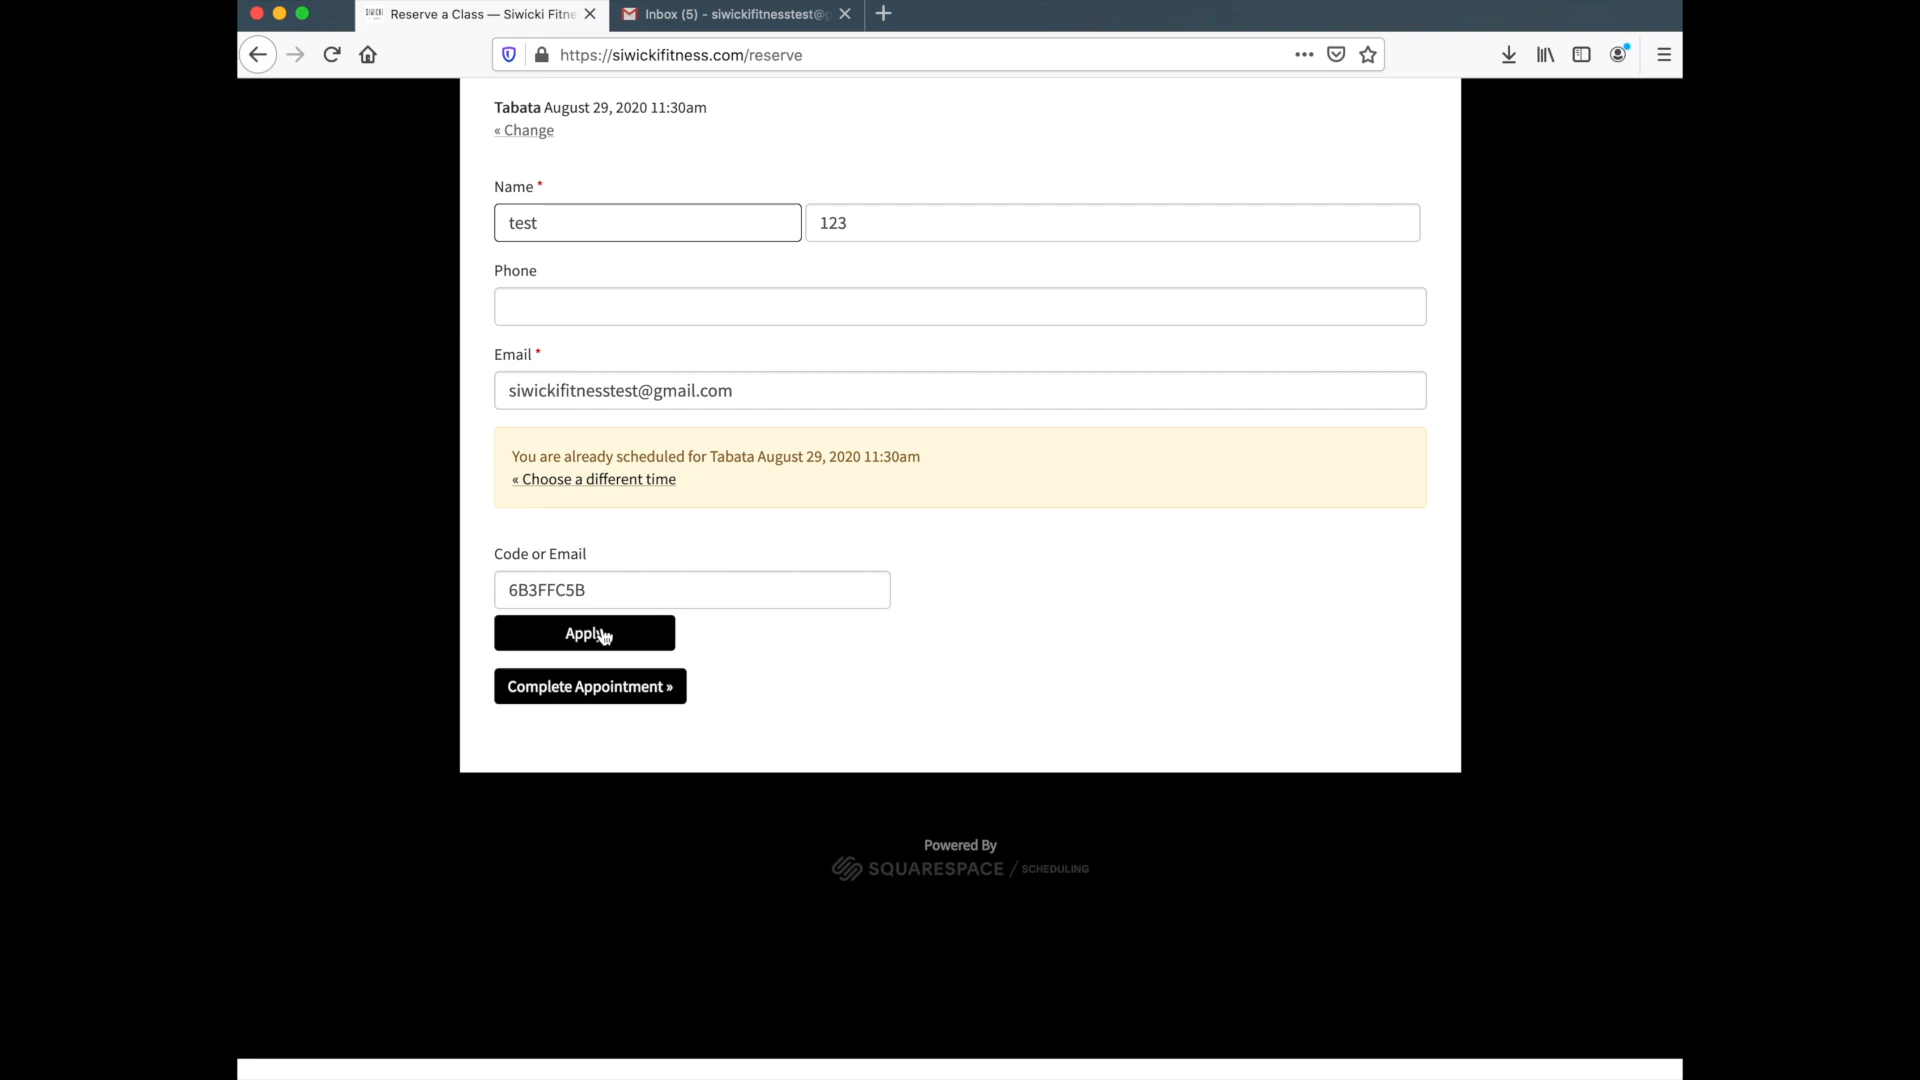 Reserve a Class — Siwicki Fitne
Inbox (5) - siwickifitnesstest@g
https://siwickifitness.com/reserve
Tabata August 29, 2020 11:30am
« Change
Name *
test
123
Phone
Email *
siwickifitnesstest@gmail.com
You are already scheduled for Tabata August 29, 2020 11:30am
« Choose a different time
Code or Email
6B3FFC5B
Apply
Complete Appointment »
Powered By
SQUARESPACE / SCHEDULING